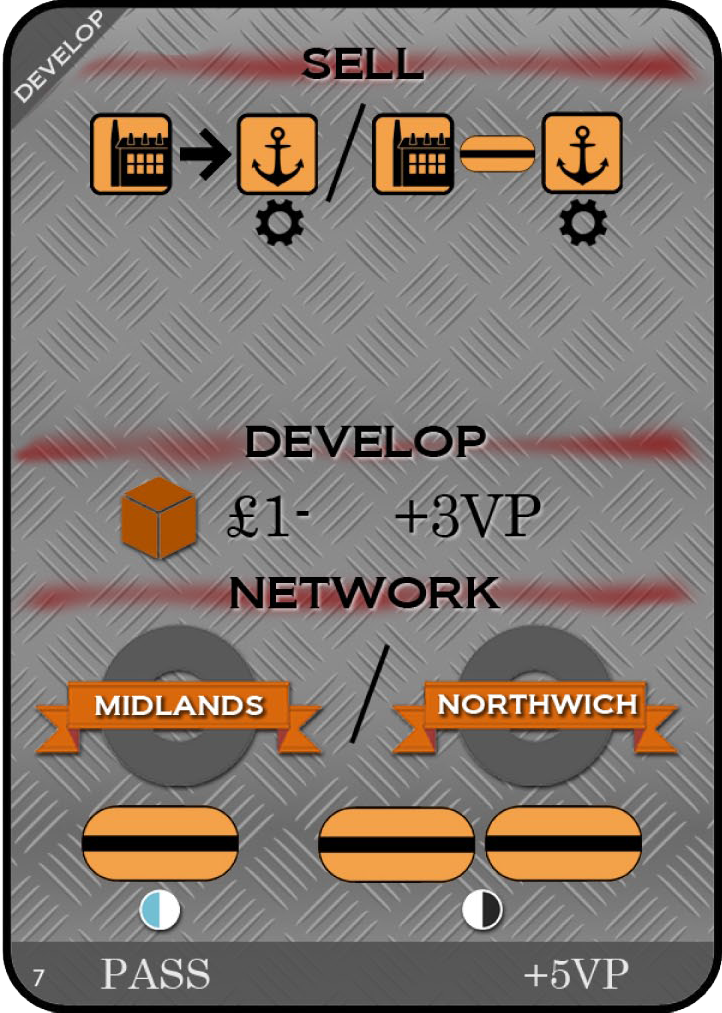 DEVELOP
SELL
DEVELOP
£1- +3VP
NETWORK
MIDLANDS NORTHWICH
7 PASS +5VP